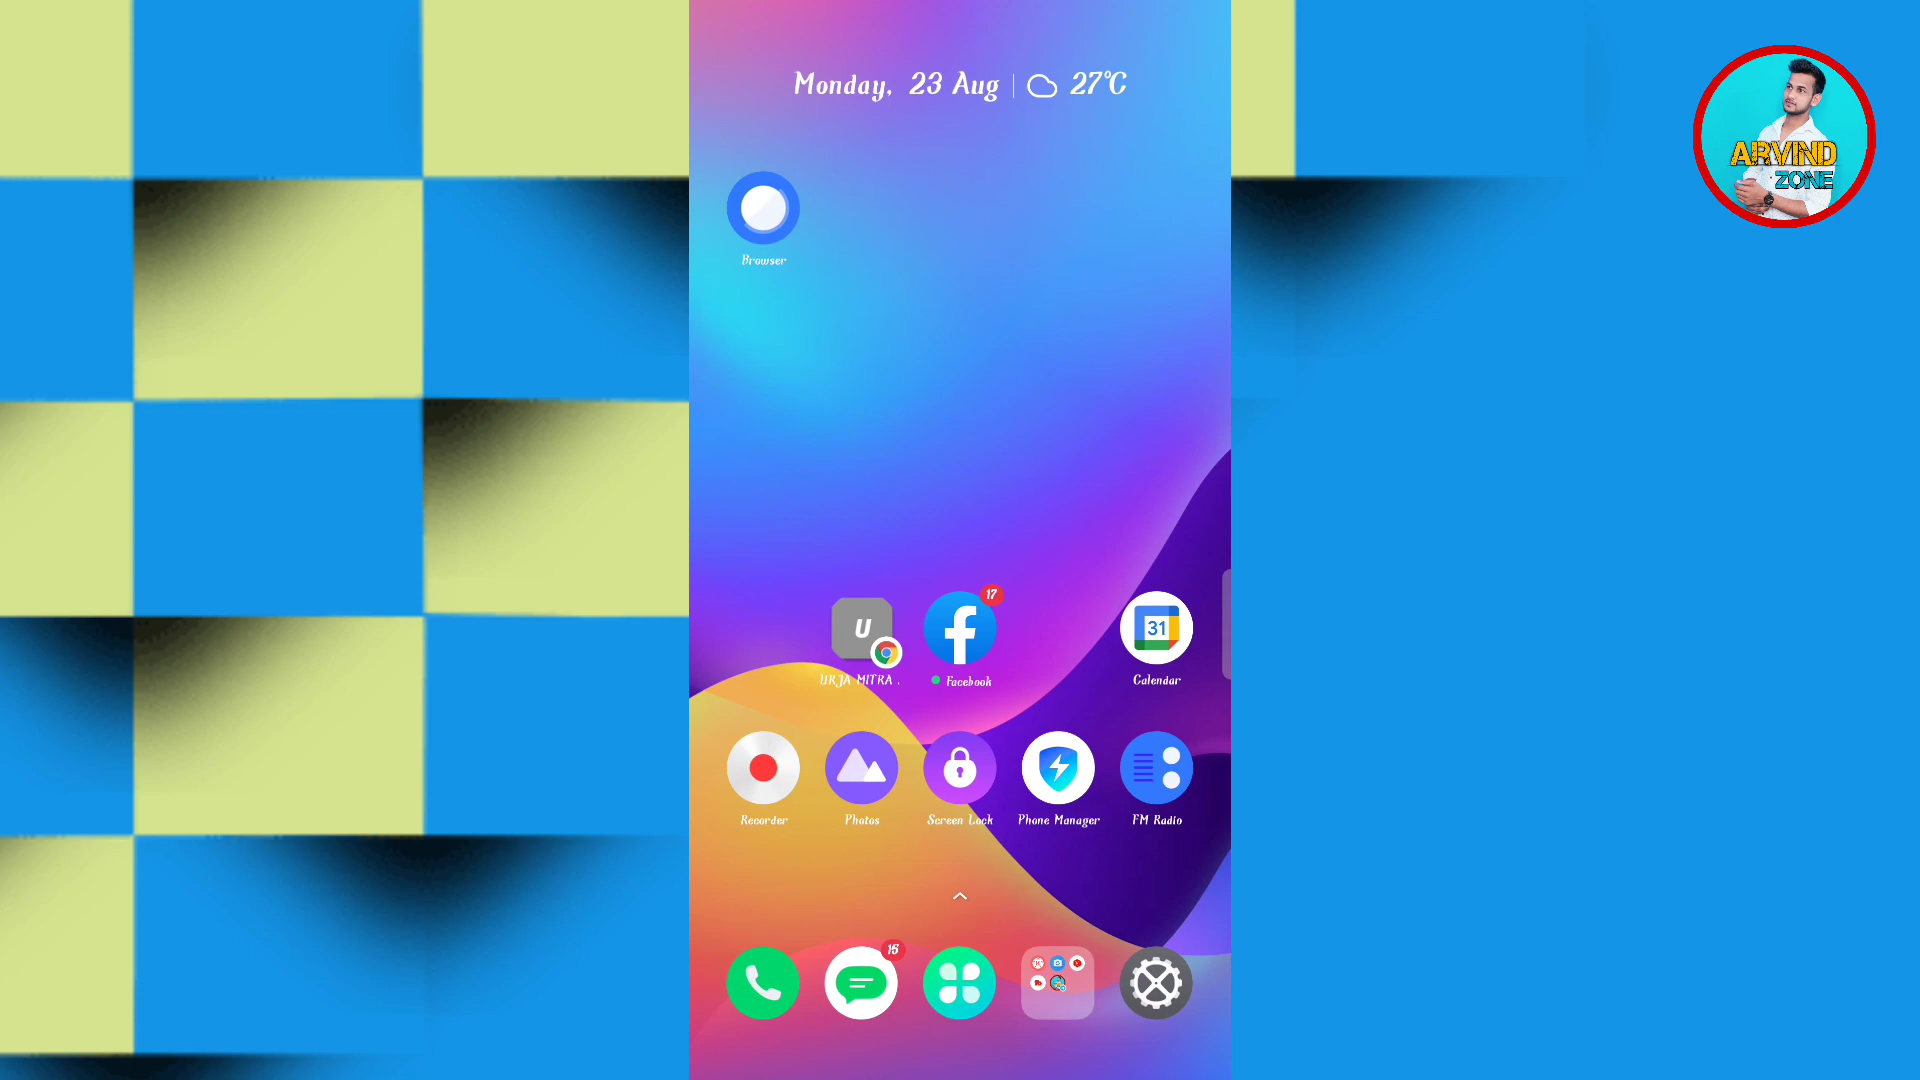 Monday, 23 Aug | 27°C
ARVIND
ZONE
Browser
17
U
31
URJA MITRA .
Facebook
Calendar
Recorder
Photos
Screen Lock
Phone Manager
FM Radio
15